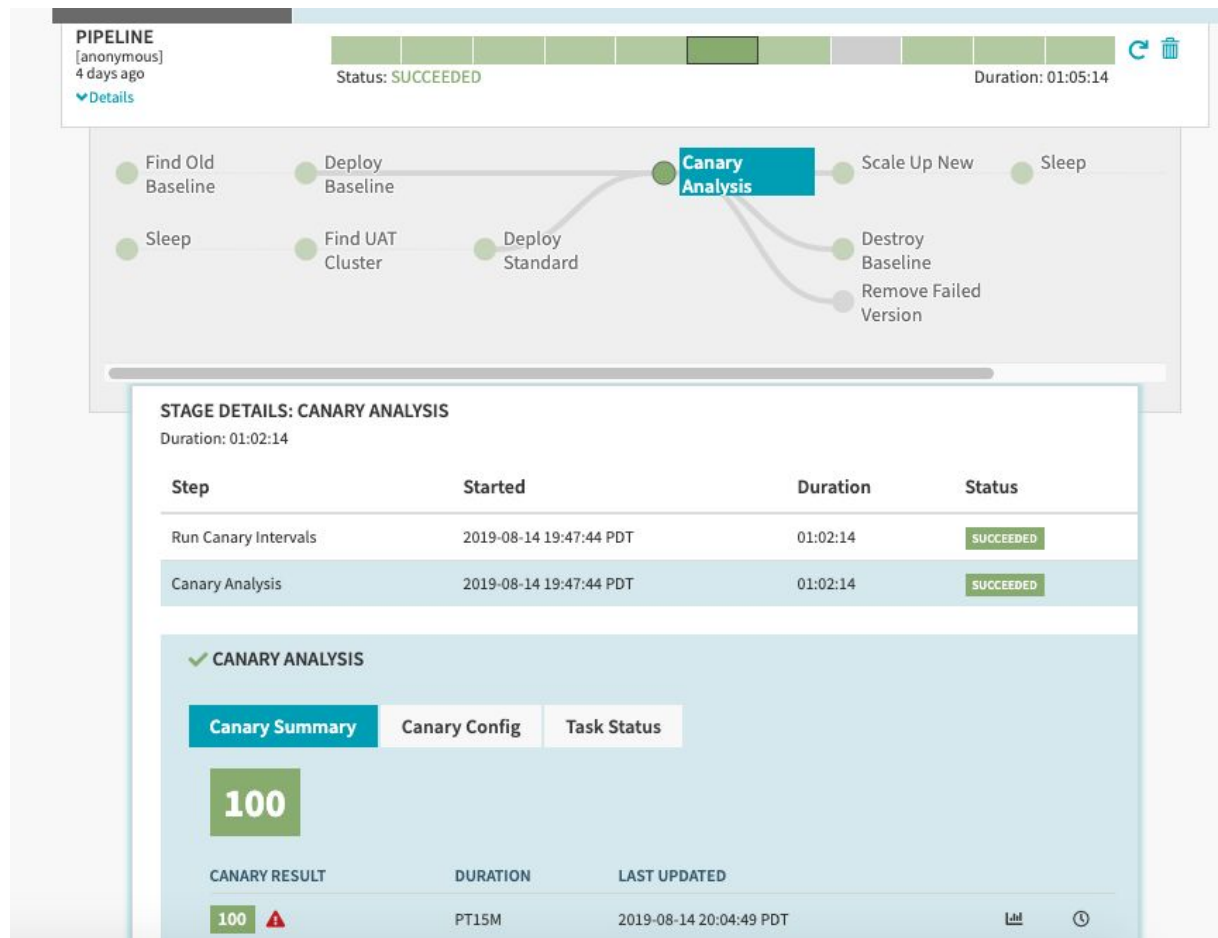 PIPELINE
[anonymous]
4 days ago
Details
Status: SUCCEEDED
Duration: 01:05:14
Find Old
Baseline
Deploy
Baseline
Canary
Analysis
Scale Up New
Sleep
Sleep
Find UAT
Cluster
Deploy
Standard
Destroy
Baseline
Remove Failed
Version
STAGE DETAILS: CANARY ANALYSIS
Duration: 01:02:14
Step Started Duration Status
Run Canary Intervals 2019-08-14 19:47:44 PDT 01:02:14 SUCCEEDED
Canary Analysis 2019-08-14 19:47:44 PDT 01:02:14 SUCCEEDED
CANARY ANALYSIS
Canary Summary Canary Config Task Status
100
CANARY RESULT DURATION LAST UPDATED
100 PT15M 2019-08-14 20:04:49 PDT